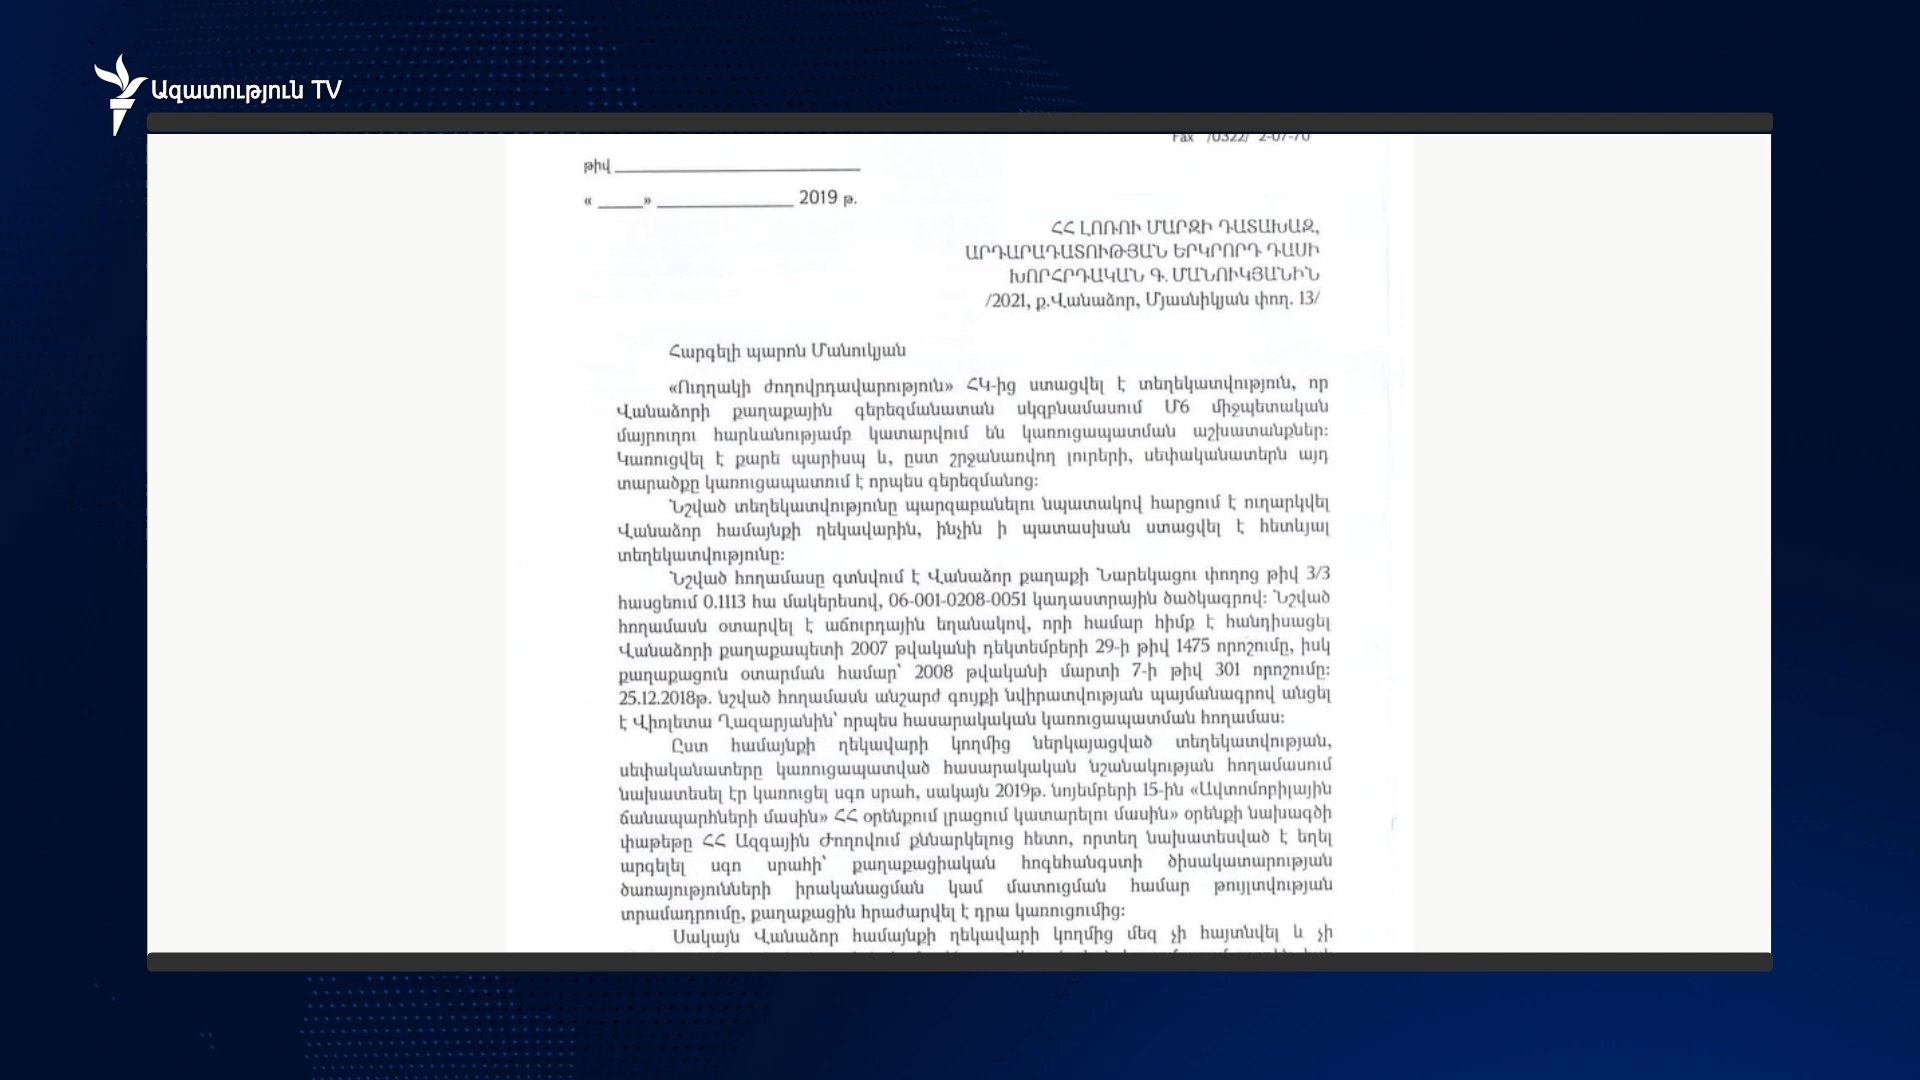 Ազատություն TV
Fax /0322/ 2-07-70
թիվ
« » 2019 թ.
ՀՀ ԼՈՌՈՒ ՄԱՐԶԻ ԴԱՏԱԽԱԶ,
ԱՐԴԱՐԱԴԱՏՈՒԹՅԱՆ ԵՐԿՐՈՐԴ ԴԱՍԻ
ԽՈՐՀՐԴԱԿԱՆ Գ. ՄԱՆՈՒԿՅԱՆԻՆ
/2021, ք.Վանաձոր, Մյասնիկյան փող. 13/
Հարգելի պարոն Մանուկյան
«Ուղղակի ժողովրդավարություն» ՀԿ-ից ստացվել է տեղեկատվություն, որ
Վանաձորի քաղաքային գերեզմանատան սկզբնամասում Մ6 միջպետական
մայրուղու հարևանությամբ կատարվում են կառուցապատման աշխատանքներ։
Կառուցվել է քարե պարիսպ և, ըստ շրջանառվող լուրերի, սեփականատերն այդ
տարածքը կառուցապատում է որպես գերեզմանոց։
Նշված տեղեկատվությունը պարզաբանելու նպատակով հարցում է ուղարկվել
Վանաձոր համայնքի ղեկավարին, ինչին ի պատասխան ստացվել է հետևյալ
տեղեկատվությունը։
Նշված հողամասը գտնվում է Վանաձոր քաղաքի Նարեկացու փողոց թիվ 3/3
հասցեում 0.1113 հա մակերեսով, 06-001-0208-0051 կադաստրային ծածկագրով։ Նշված
հողամասն օտարվել է աճուրդային եղանակով, որի համար հիմք է հանդիսացել
Վանաձորի քաղաքապետի 2007 թվականի դեկտեմբերի 29-ի թիվ 1475 որոշումը, իսկ
քաղաքացուն օտարման համար՝ 2008 թվականի մարտի 7-ի թիվ 301 որոշումը։
25.12.2018թ. նշված հողամասն անշարժ գույքի նվիրատվության պայմանագրով անցել
է Վիոլետա Ղազարյանին՝ որպես հասարակական կառուցապատման հողամաս։
Ըստ համայնքի ղեկավարի կողմից ներկայացված տեղեկատվության,
սեփականատերը կառուցապատված հասարակական նշանակության հողամասում
նախատեսել էր կառուցել սգո սրահ, սակայն 2019թ. նոյեմբերի 15-ին «Ավտոմոբիլային
ճանապարհների մասին» ՀՀ օրենքում լրացում կատարելու մասին» օրենքի նախագծի
փաթեթը ՀՀ Ազգային Ժողովում քննարկելուց հետո, որտեղ նախատեսված է եղել
արգելել սգո սրահի՝ քաղաքացիական հոգեհանգստի ծիսակատարության
ծառայությունների իրականացման կամ մատուցման համար թույլտվության
տրամադրումը, քաղաքացին հրաժարվել է դրա կառուցումից։
Սակայն Վանաձոր համայնքի ղեկավարի կողմից մեզ չի հայտնվել և չի